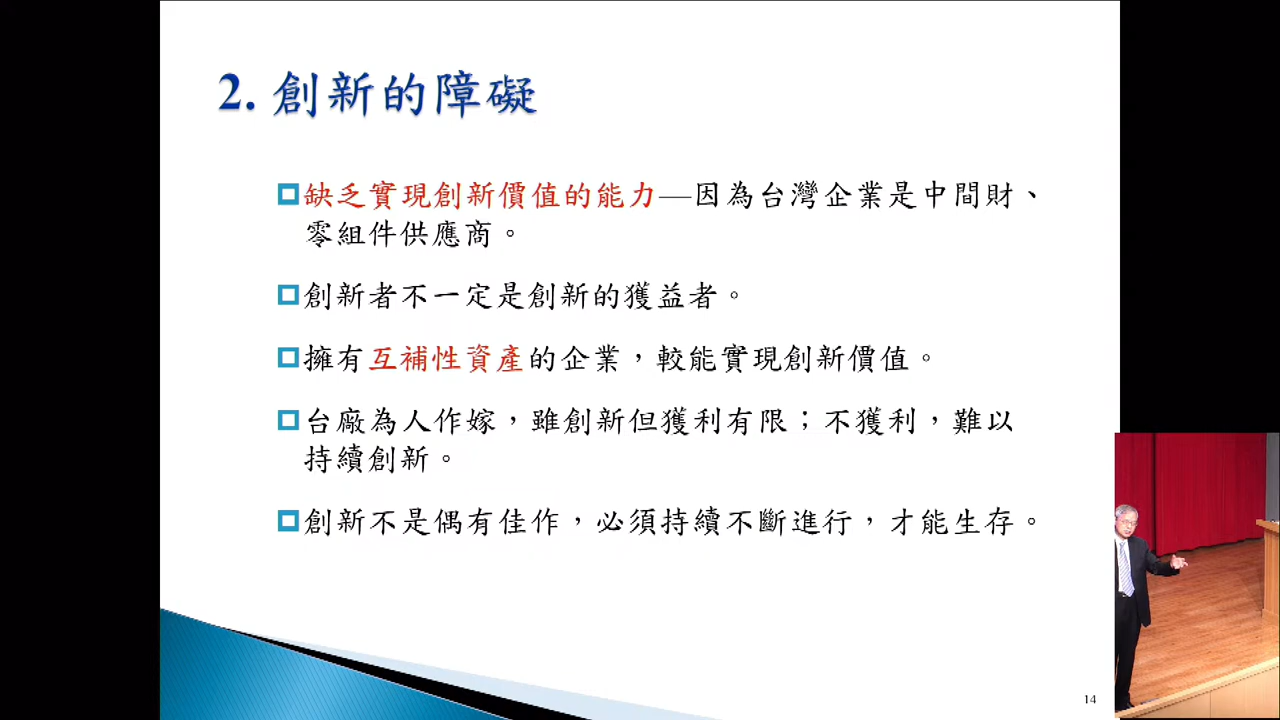 2. 創新的障礙
缺乏實現創新價值的能力—因為台灣企業是中間財、
零組件供應商。
創新者不一定是創新的獲益者。
擁有互補性資產的企業，較能實現創新價值。
台廠為人作嫁，雖創新但獲利有限；不獲利，難以
持續創新。
創新不是偶有佳作，必須持續不斷進行，才能生存。
14